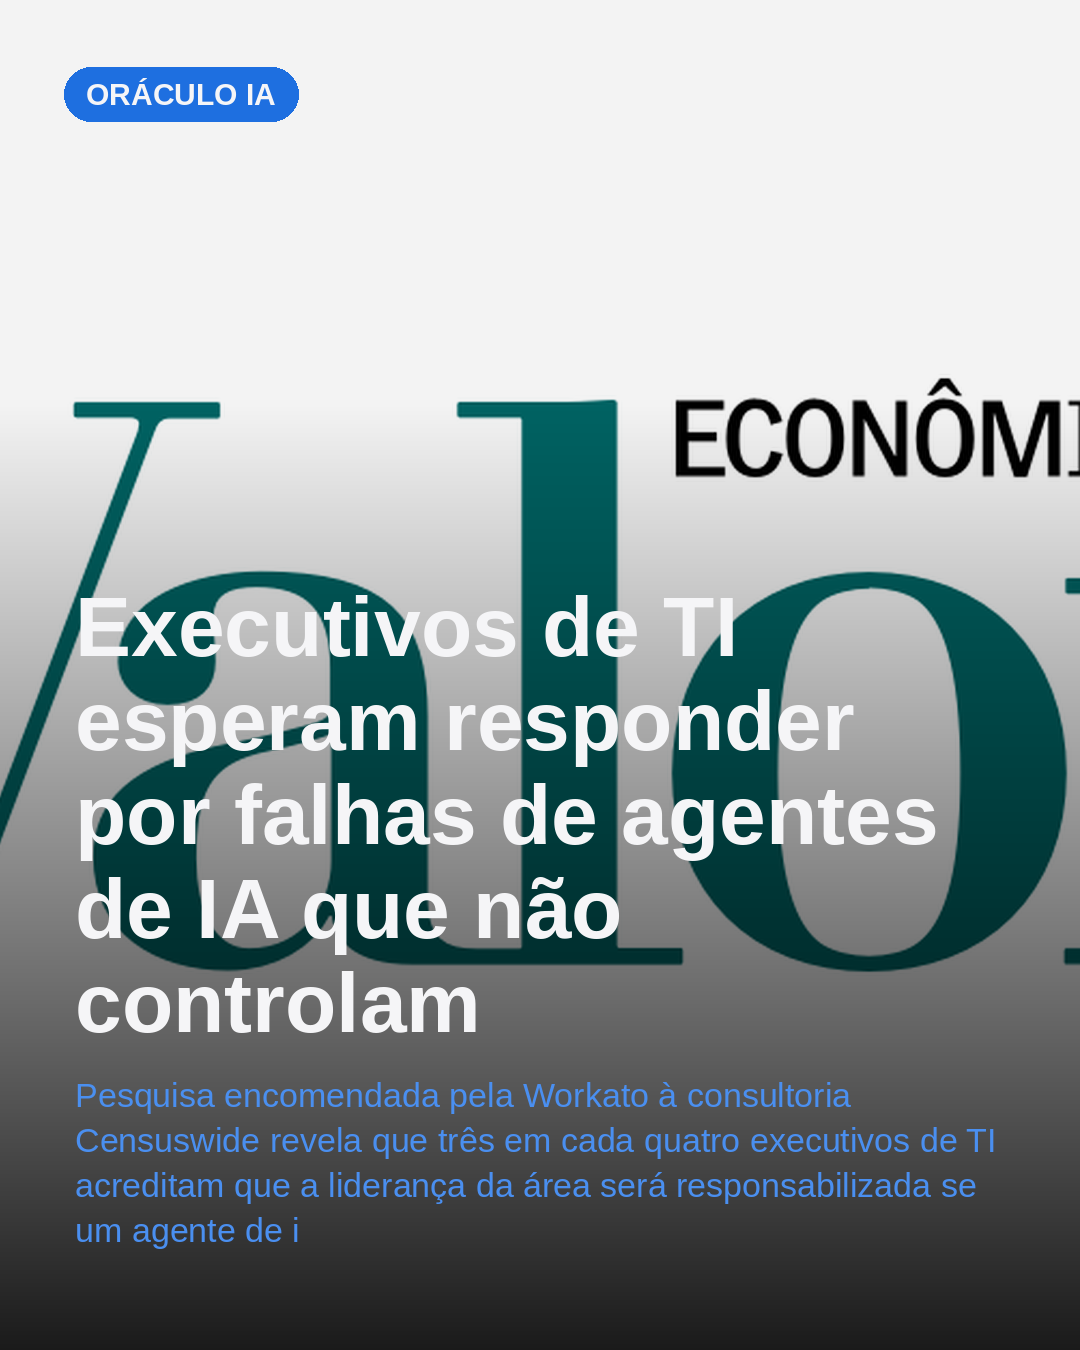 ORÁCULO IA
ECONÔMI
Valor
Executivos de TI
esperam responder
por falhas de agentes
de IA que não
controlam
Pesquisa encomendada pela Workato à consultoria
Censuswide revela que três em cada quatro executivos de TI
acreditam que a liderança da área será responsabilizada se
um agente de i